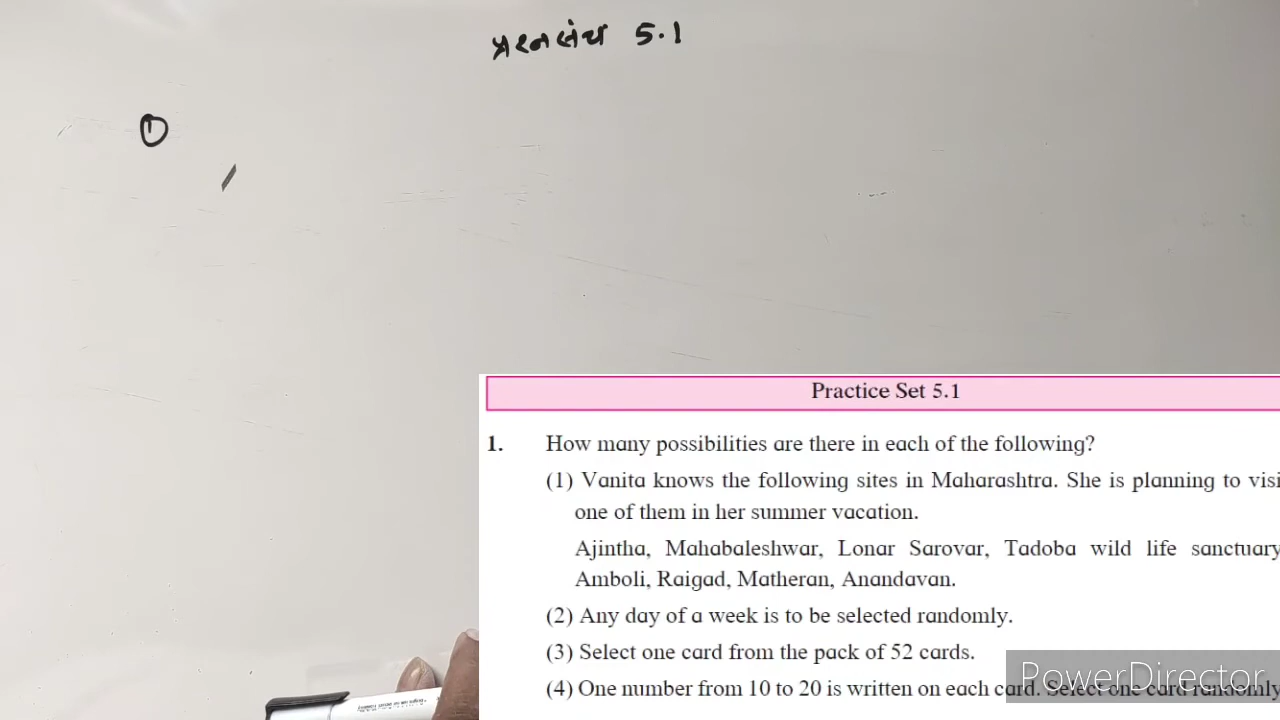 પ્રશ્નસંચ 5.1
①
Practice Set 5.1
1. How many possibilities are there in each of the following?
(1) Vanita knows the following sites in Maharashtra. She is planning to visi
one of them in her summer vacation.
Ajintha, Mahabaleshwar, Lonar Sarovar, Tadoba wild life sanctuary
Amboli, Raigad, Matheran, Anandavan.
(2) Any day of a week is to be selected randomly.
(3) Select one card from the pack of 52 cards.
(4) One number from 10 to 20 is written on each card. Select one card randomly
PowerDirector